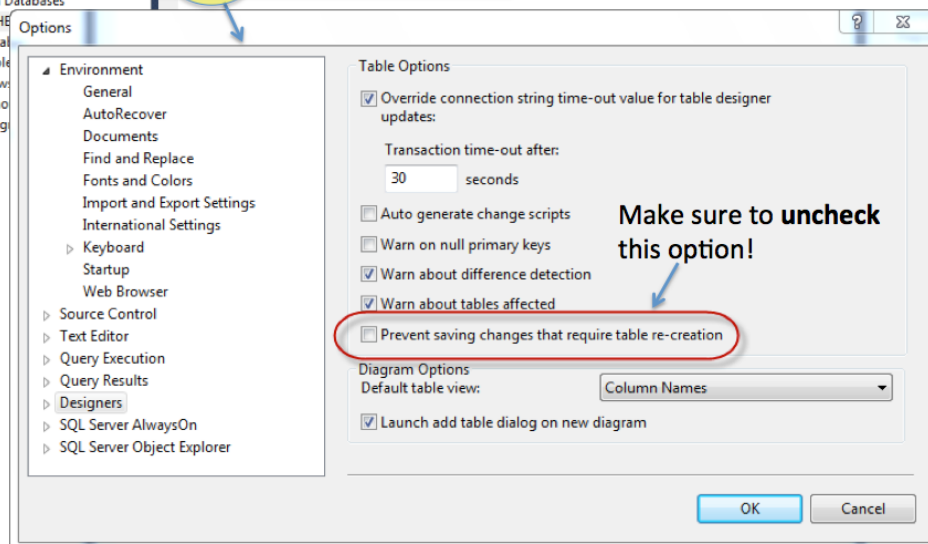 Databases
Options
Environment
General
AutoRecover
Documents
Find and Replace
Fonts and Colors
Import and Export Settings
International Settings
Keyboard
Startup
Web Browser
Source Control
Text Editor
Query Execution
Query Results
Designers
SQL Server AlwaysOn
SQL Server Object Explorer
Table Options
Override connection string time-out value for table designer
updates:
Transaction time-out after:
30 seconds
Auto generate change scripts
Warn on null primary keys
Warn about difference detection
Warn about tables affected
Prevent saving changes that require table re-creation
Make sure to uncheck
this option!
Diagram Options
Default table view: Column Names
Launch add table dialog on new diagram
OK Cancel